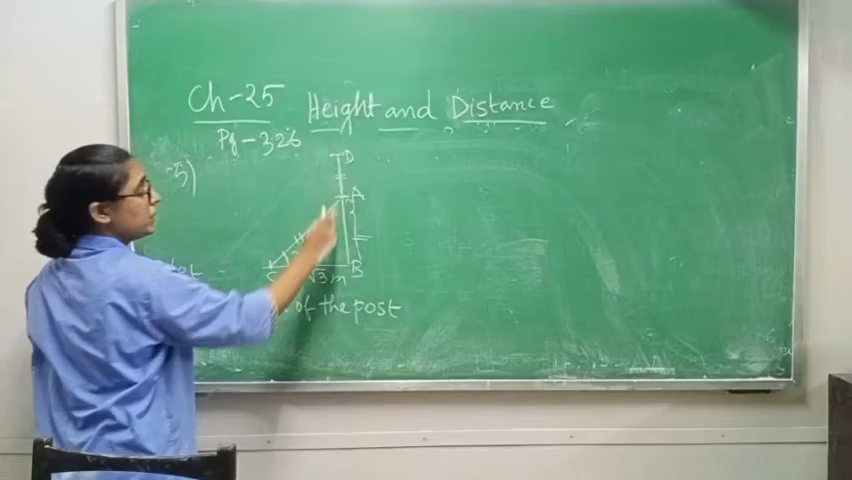 Ch-25 Height and Distance
Pg-326
5)
D
A
B
√3 m
of the post